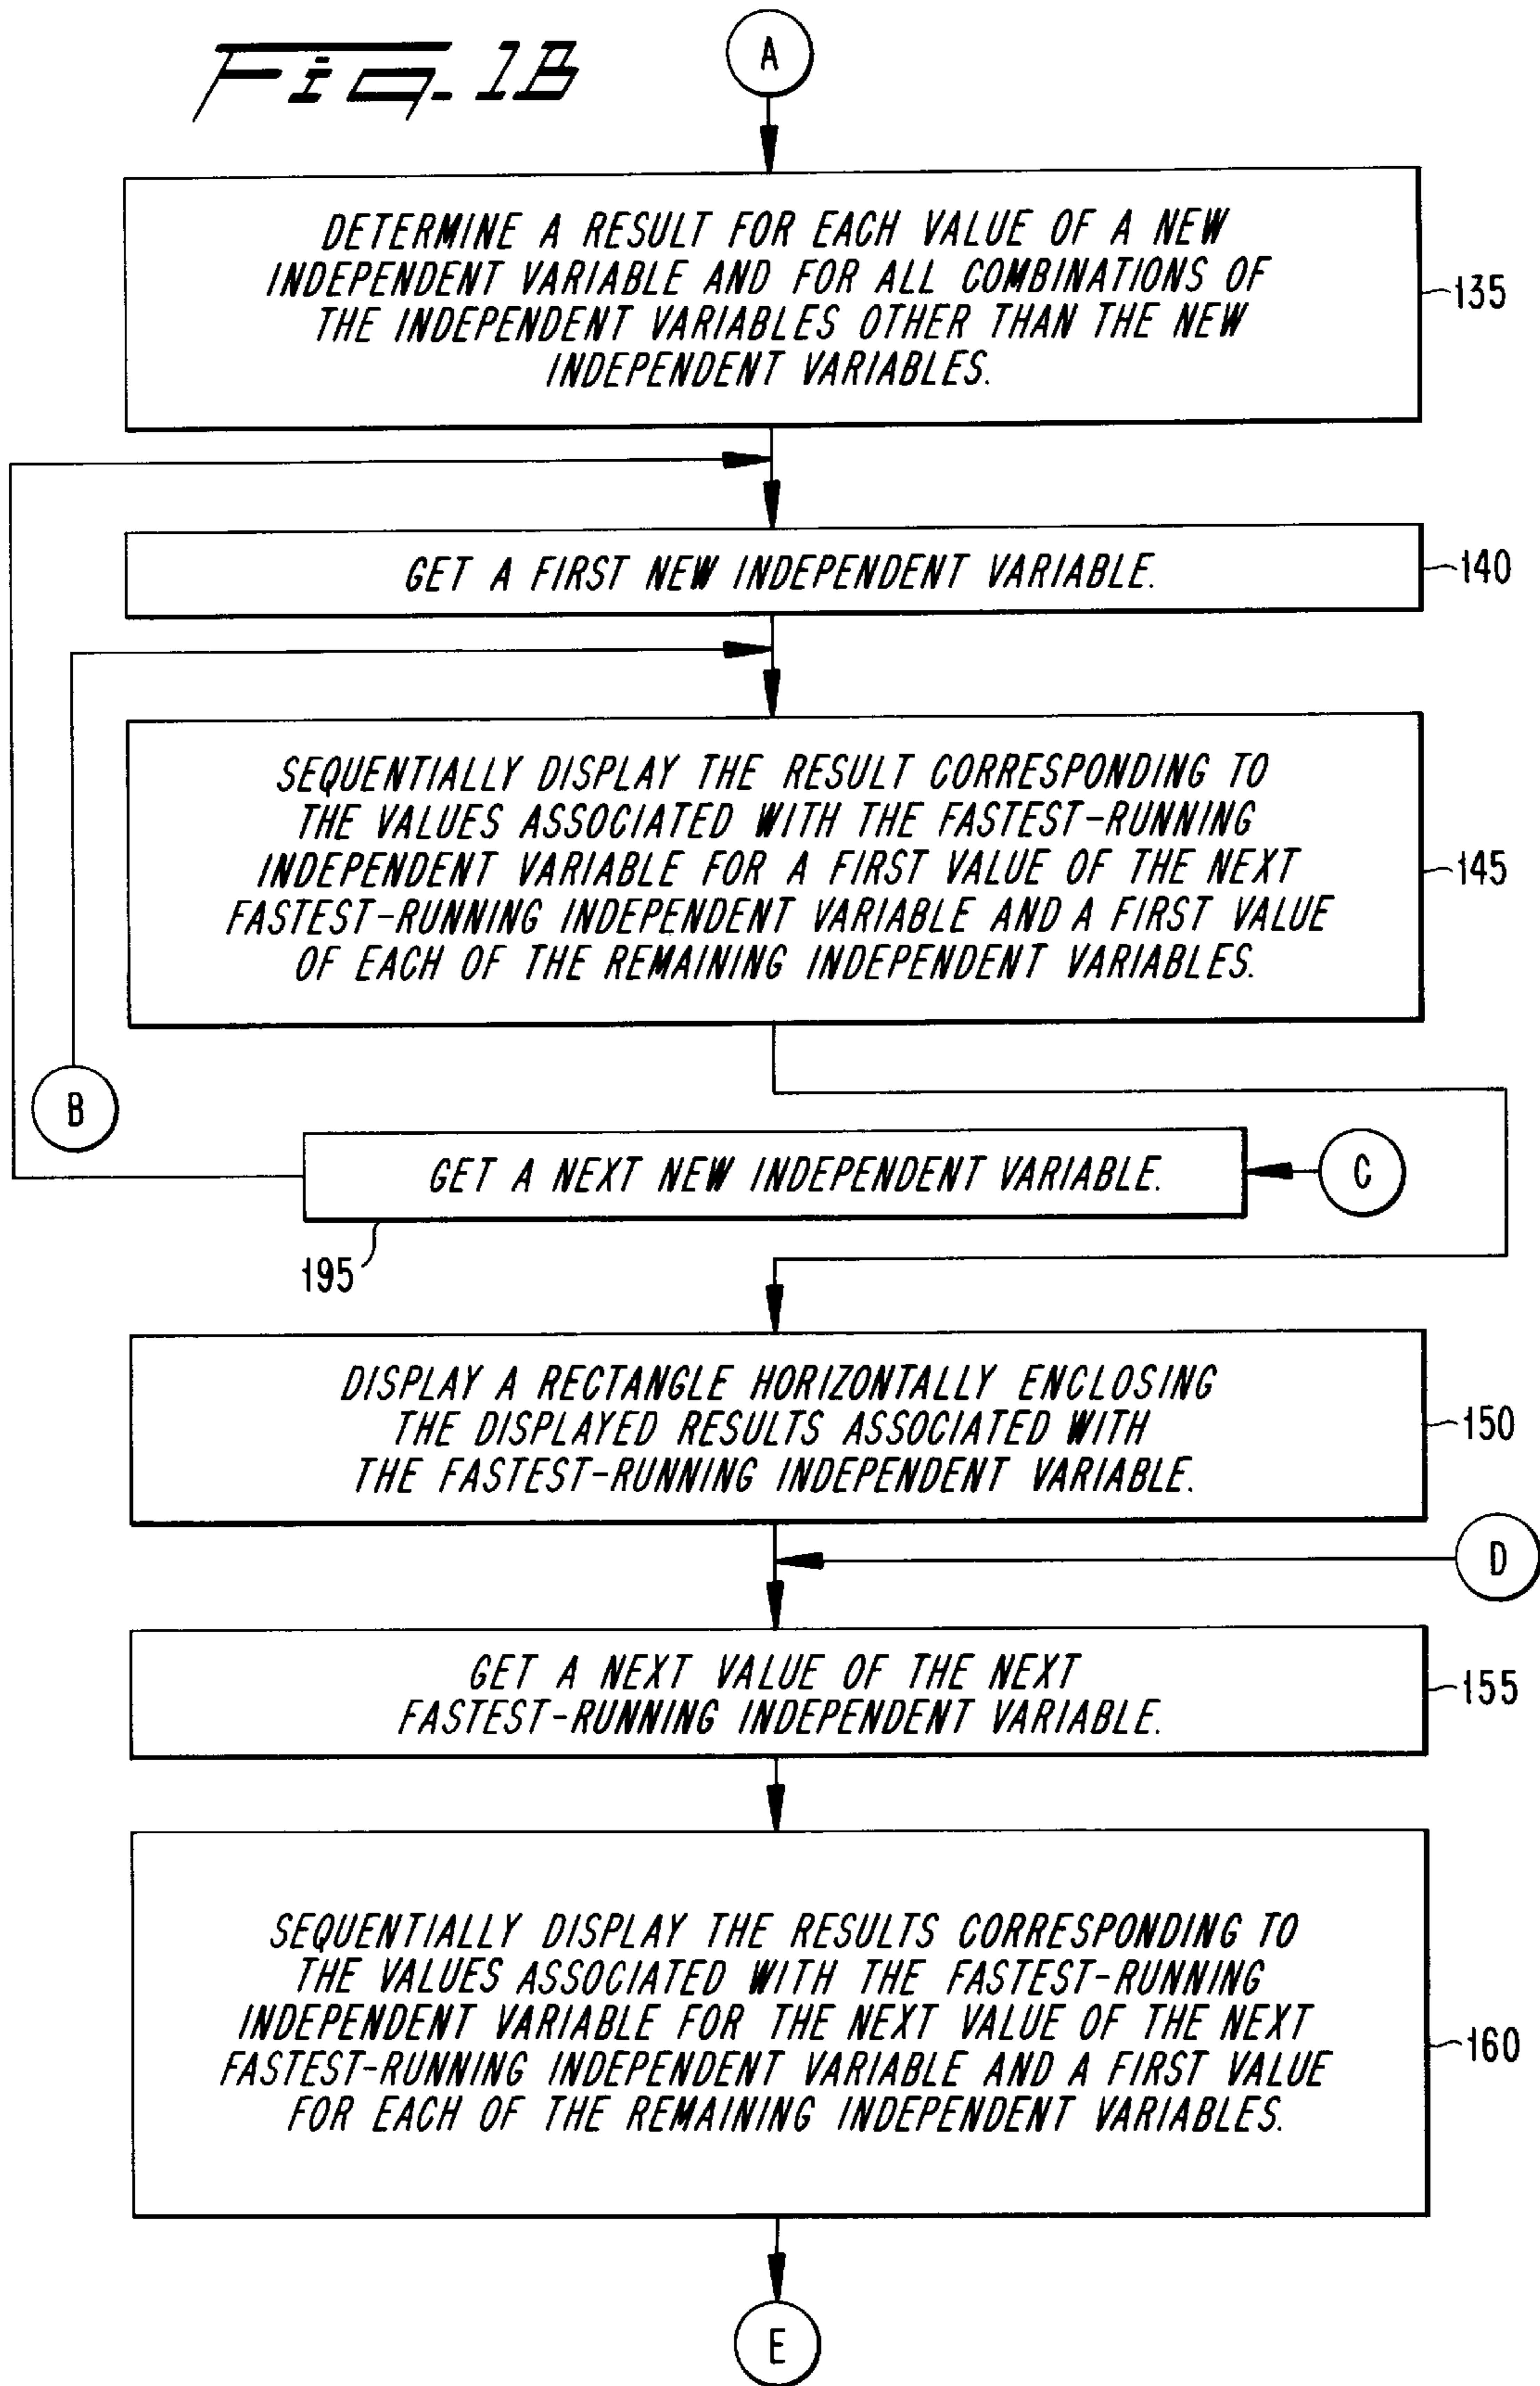 Fig. 1B
A
DETERMINE A RESULT FOR EACH VALUE OF A NEW
INDEPENDENT VARIABLE AND FOR ALL COMBINATIONS OF
THE INDEPENDENT VARIABLES OTHER THAN THE NEW
INDEPENDENT VARIABLES.
135
GET A FIRST NEW INDEPENDENT VARIABLE.
140
SEQUENTIALLY DISPLAY THE RESULT CORRESPONDING TO
THE VALUES ASSOCIATED WITH THE FASTEST-RUNNING
INDEPENDENT VARIABLE FOR A FIRST VALUE OF THE NEXT
FASTEST-RUNNING INDEPENDENT VARIABLE AND A FIRST VALUE
OF EACH OF THE REMAINING INDEPENDENT VARIABLES.
145
B
GET A NEXT NEW INDEPENDENT VARIABLE.
C
195
DISPLAY A RECTANGLE HORIZONTALLY ENCLOSING
THE DISPLAYED RESULTS ASSOCIATED WITH
THE FASTEST-RUNNING INDEPENDENT VARIABLE.
150
D
GET A NEXT VALUE OF THE NEXT
FASTEST-RUNNING INDEPENDENT VARIABLE.
155
SEQUENTIALLY DISPLAY THE RESULTS CORRESPONDING TO
THE VALUES ASSOCIATED WITH THE FASTEST-RUNNING
INDEPENDENT VARIABLE FOR THE NEXT VALUE OF THE NEXT
FASTEST-RUNNING INDEPENDENT VARIABLE AND A FIRST VALUE
FOR EACH OF THE REMAINING INDEPENDENT VARIABLES.
160
E